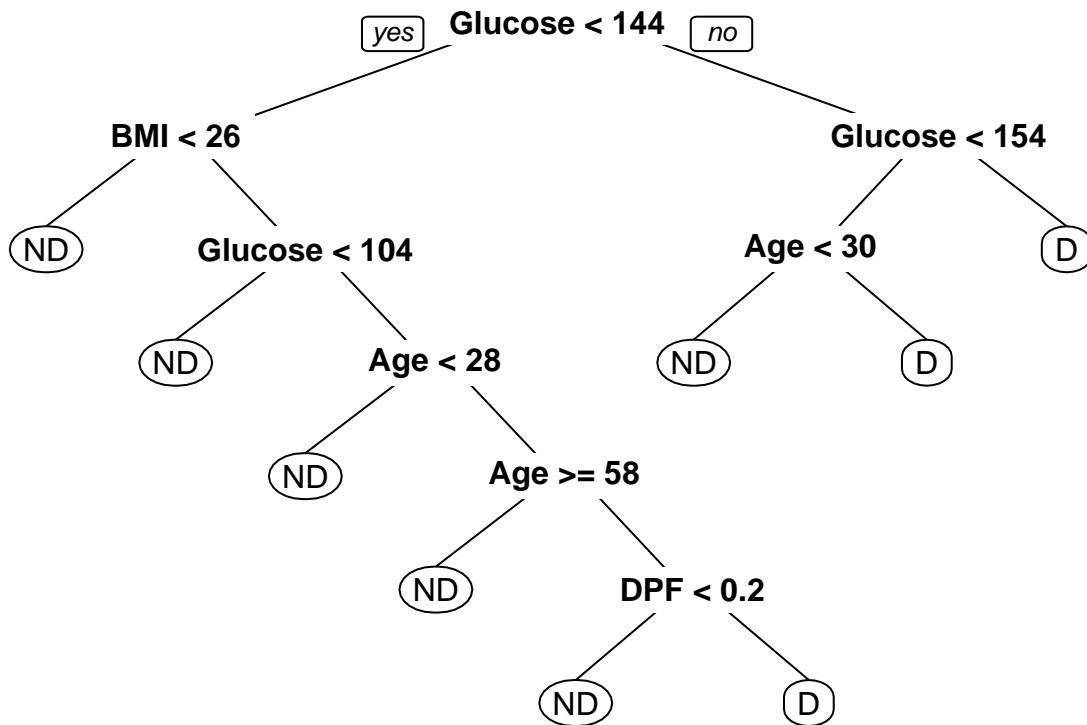 yes Glucose < 144 no
BMI < 26 Glucose < 154
ND Glucose < 104 Age < 30 D
ND Age < 28 ND D
ND Age >= 58
ND DPF < 0.2
ND D